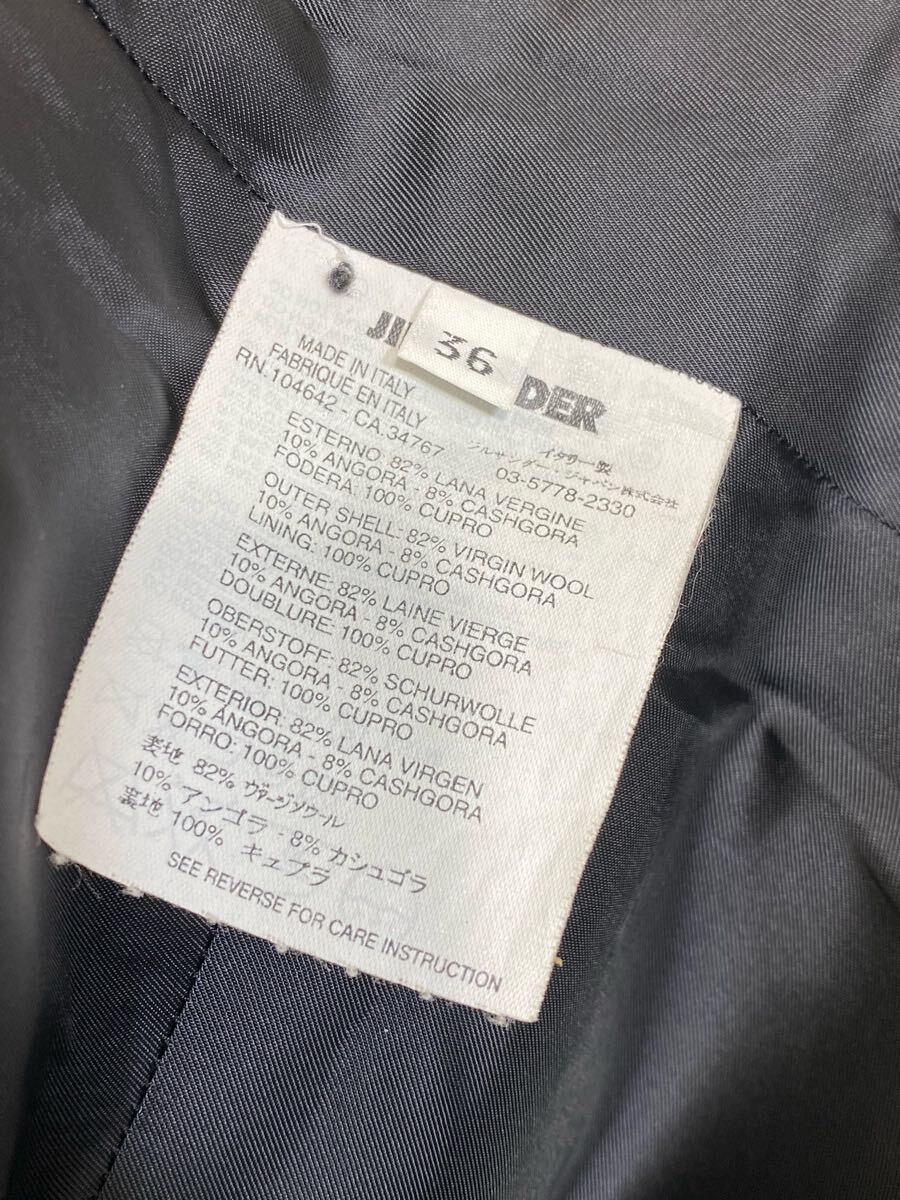 JI DER
36
MADE IN ITALY
FABRIQUE EN ITALY
RN.104642 - CA.34767
イタリー製
ジルサンダー・ジャパン株式会社
03-5778-2330
ESTERNO: 82% LANA VERGINE
10% ANGORA - 8% CASHGORA
FODERA: 100% CUPRO
OUTER SHELL- 82% VIRGIN WOOL
10% ANGORA - 8% CASHGORA
LINING: 100% CUPRO
EXTERNE: 82% LAINE VIERGE
10% ANGORA - 8% CASHGORA
DOUBLURE: 100% CUPRO
OBERSTOFF: 82% SCHURWOLLE
10% ANGORA - 8% CASHGORA
FUTTER: 100% CUPRO
EXTERIOR: 82% LANA VIRGEN
10% ANGORA - 8% CASHGORA
FORRO: 100% CUPRO
表地 82% ヴァージンウール
10% アンゴラ - 8% カシュゴラ
裏地 100% キュプラ
SEE REVERSE FOR CARE INSTRUCTION